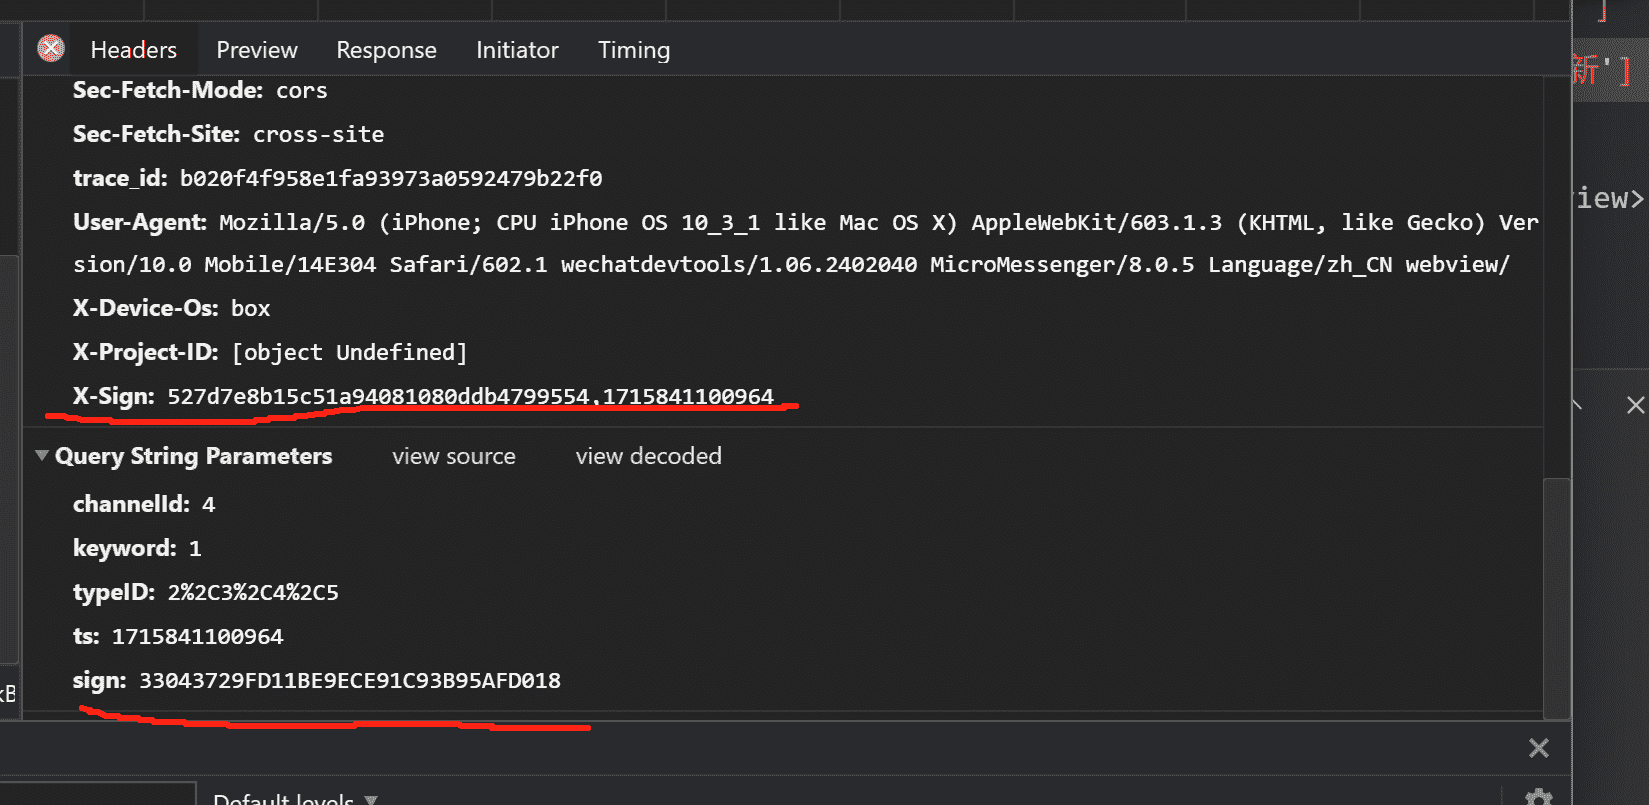 ]
Headers Preview Response Initiator Timing
新']
Sec-Fetch-Mode: cors
Sec-Fetch-Site: cross-site
trace_id: b020f4f958e1fa93973a0592479b22f0
iew>
User-Agent: Mozilla/5.0 (iPhone; CPU iPhone OS 10_3_1 like Mac OS X) AppleWebKit/603.1.3 (KHTML, like Gecko) Ver
sion/10.0 Mobile/14E304 Safari/602.1 wechatdevtools/1.06.2402040 MicroMessenger/8.0.5 Language/zh_CN webview/
X-Device-Os: box
X-Project-ID: [object Undefined]
X-Sign: 527d7e8b15c51a94081080ddb4799554,1715841100964
Query String Parameters view source view decoded
channelId: 4
keyword: 1
typeID: 2%2C3%2C4%2C5
ts: 1715841100964
sign: 33043729FD11BE9ECE91C93B95AFD018
kB
Default levels